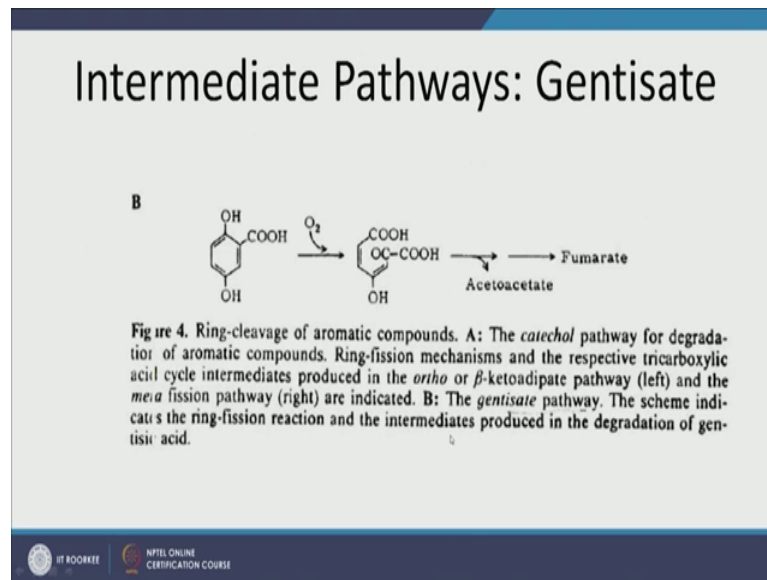 Intermediate Pathways: Gentisate
B
OH
COOH
O2
COOH
OC-COOH
Fumarate
Acetoacetate
OH
OH
Figure 4. Ring-cleavage of aromatic compounds. A: The catechol pathway for degrada-
tion of aromatic compounds. Ring-fission mechanisms and the respective tricarboxylic
acid cycle intermediates produced in the ortho or β-ketoadipate pathway (left) and the
meta fission pathway (right) are indicated. B: The gentisate pathway. The scheme indi-
cates the ring-fission reaction and the intermediates produced in the degradation of gen-
tisic acid.
IIT ROORKEE
NPTEL ONLINE
CERTIFICATION COURSE